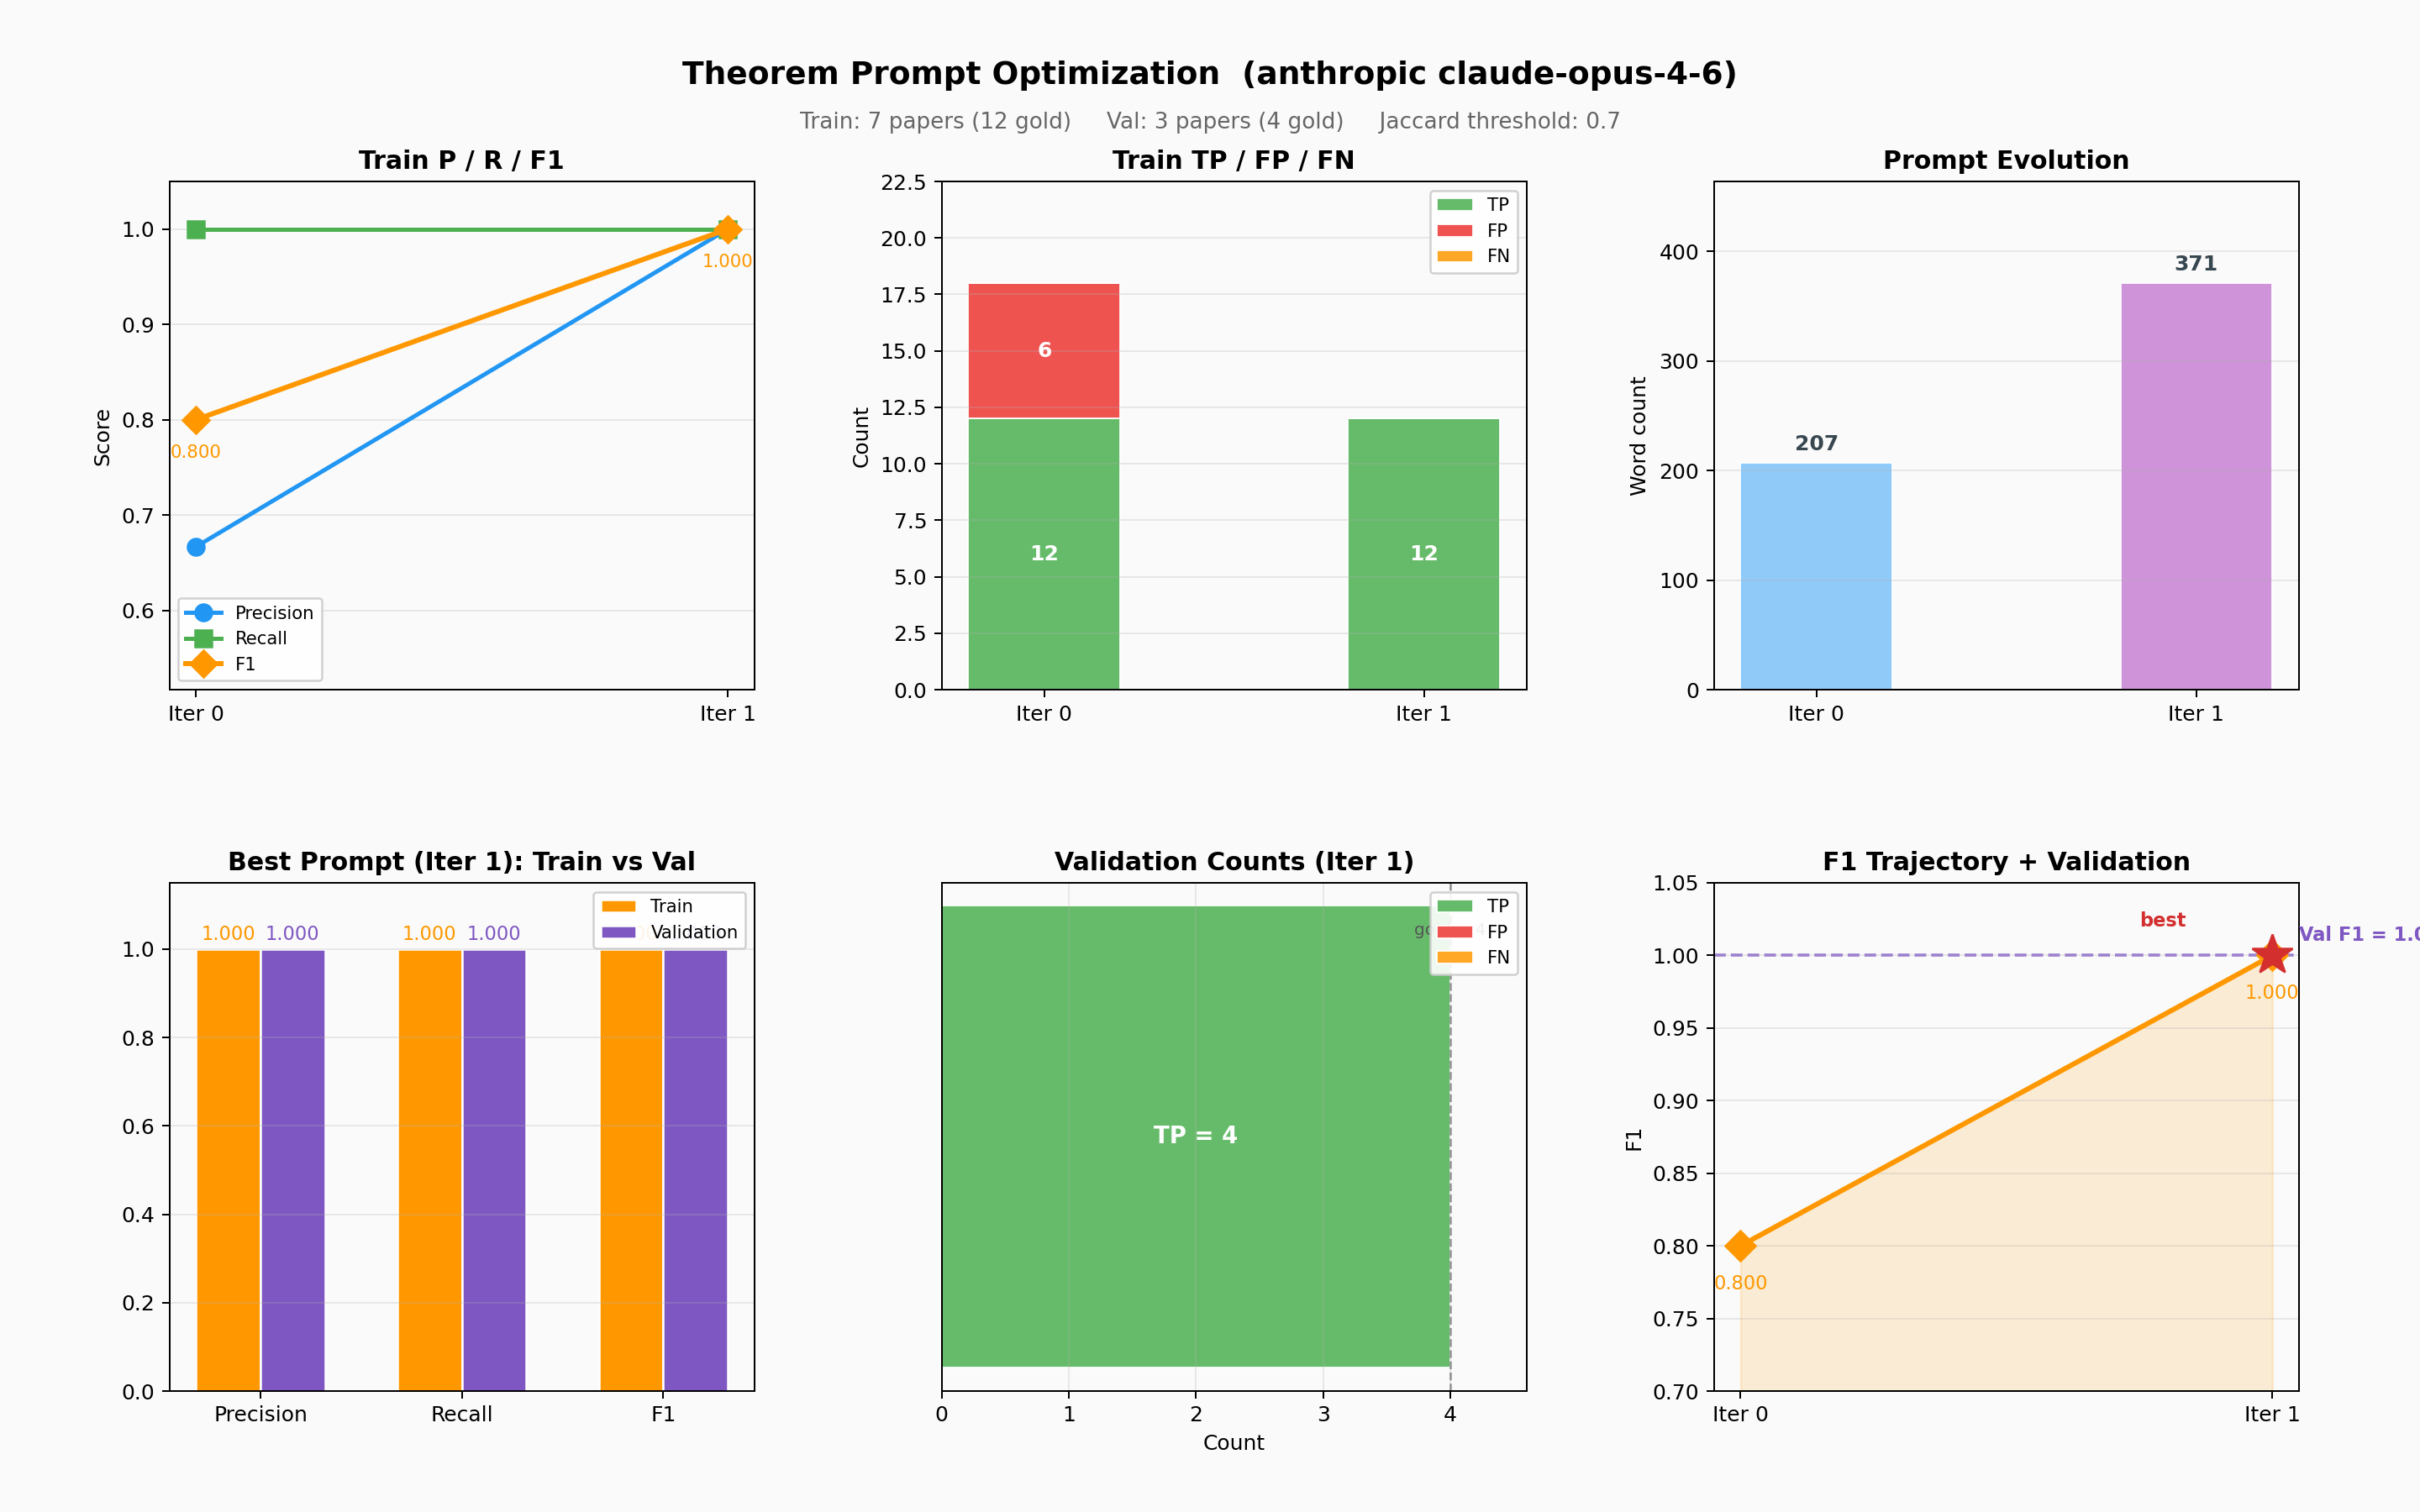 Theorem Prompt Optimization (anthropic claude-opus-4-6)
Train: 7 papers (12 gold) Val: 3 papers (4 gold) Jaccard threshold: 0.7
Train P / R / F1
Score
1.0
0.9
0.8
0.7
0.6
1.000
0.800
Precision
Recall
F1
Iter 0
Iter 1
Train TP / FP / FN
Count
22.5
20.0
17.5
15.0
12.5
10.0
7.5
5.0
2.5
0.0
TP
FP
FN
6
12
12
Iter 0
Iter 1
Prompt Evolution
Word count
400
300
200
100
0
207
371
Iter 0
Iter 1
Best Prompt (Iter 1): Train vs Val
1.0
0.8
0.6
0.4
0.2
0.0
1.000 1.000
1.000 1.000
Train
Validation
Precision
Recall
F1
Validation Counts (Iter 1)
TP
FP
FN
TP = 4
0
1
2
3
4
Count
F1 Trajectory + Validation
F1
1.05
1.00
0.95
0.90
0.85
0.80
0.75
0.70
best
Val F1 = 1.0
1.000
0.800
Iter 0
Iter 1